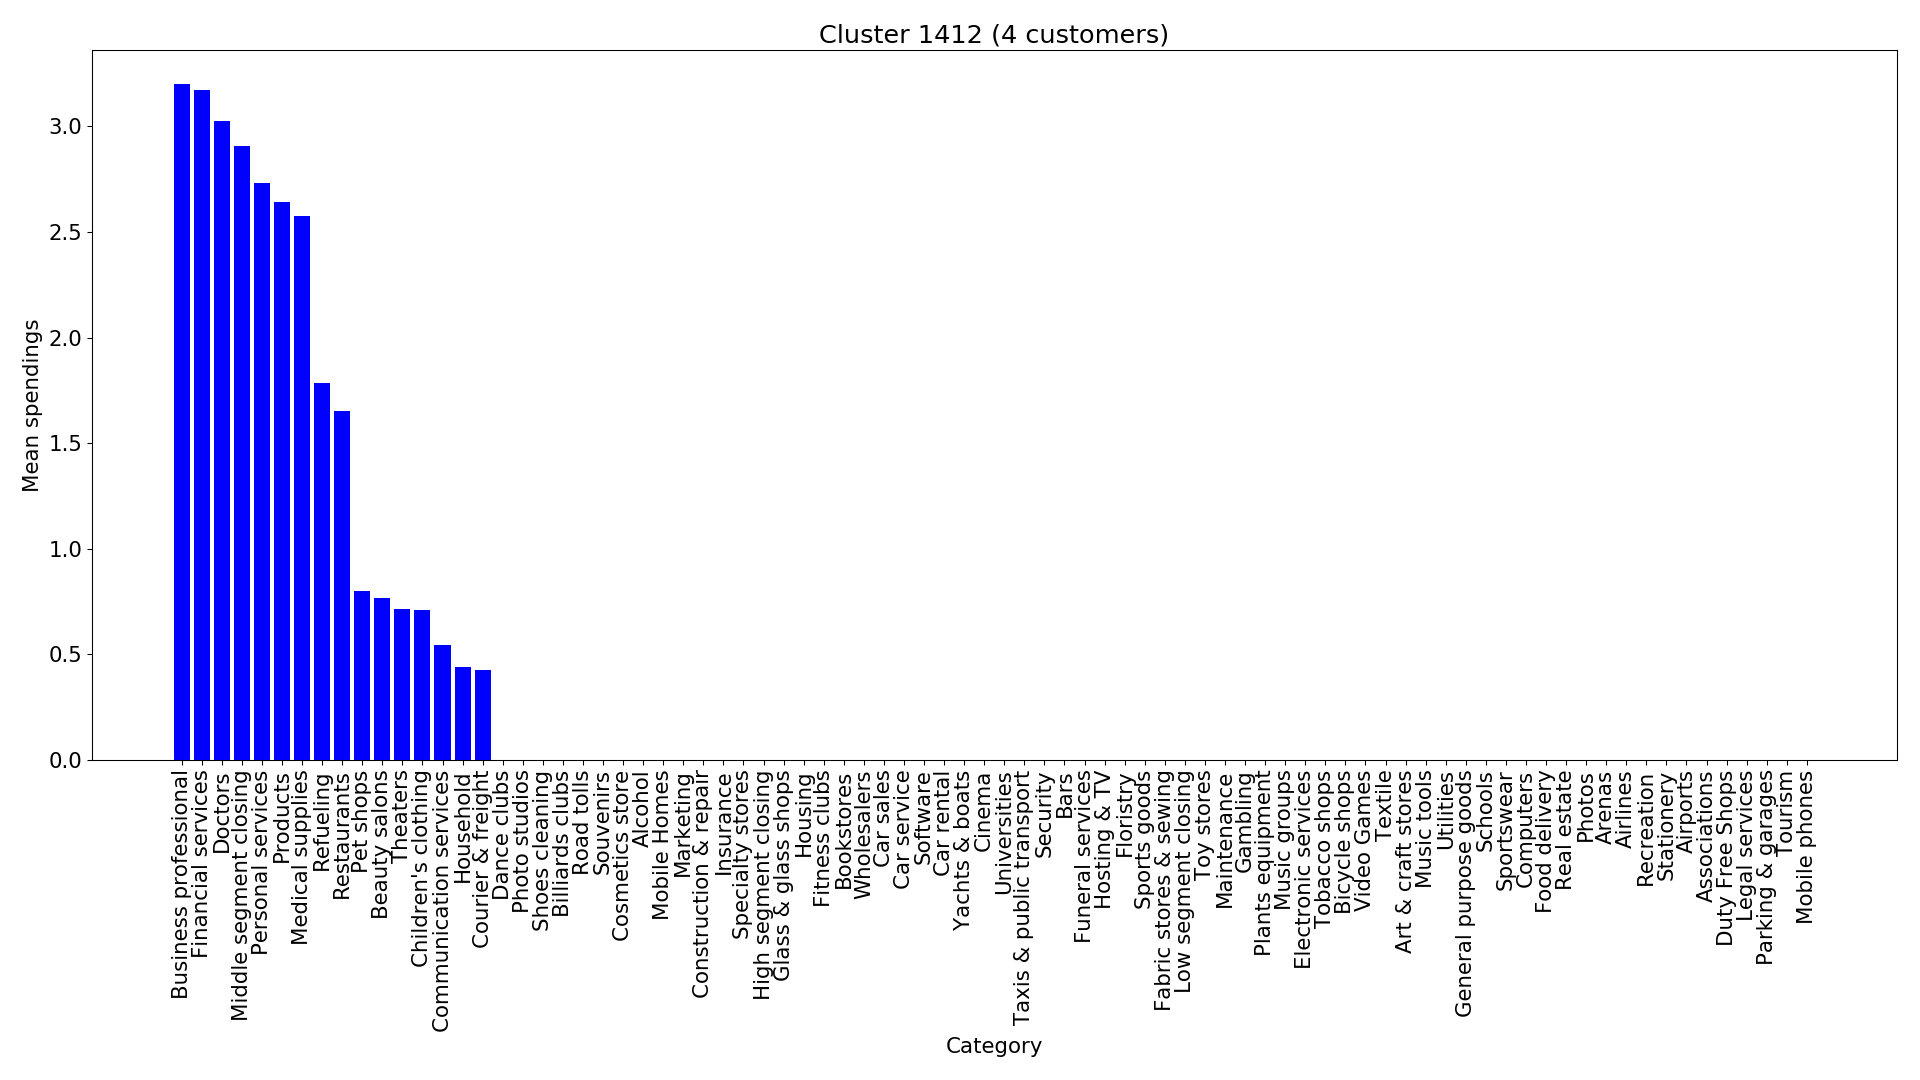 Cluster 1412 (4 customers)
Mean spendings
3.0
2.5
2.0
1.5
1.0
0.5
0.0
Business professional
Financial services
Doctors
Middle segment closing
Personal services
Products
Medical supplies
Refueling
Restaurants
Pet shops
Beauty salons
Theaters
Children's clothing
Communication services
Household
Courier & freight
Dance clubs
Photo studios
Shoes cleaning
Billiards clubs
Road tolls
Souvenirs
Cosmetics store
Alcohol
Mobile Homes
Marketing
Construction & repair
Insurance
Specialty stores
High segment closing
Glass & glass shops
Housing
Fitness clubs
Bookstores
Wholesalers
Car sales
Car service
Software
Car rental
Yachts & boats
Cinema
Universities
Taxis & public transport
Security
Bars
Funeral services
Hosting & TV
Floristry
Sports goods
Fabric stores & sewing
Low segment closing
Toy stores
Maintenance
Gambling
Plants equipment
Music groups
Electronic services
Tobacco shops
Bicycle shops
Video Games
Textile
Art & craft stores
Music tools
Utilities
General purpose goods
Schools
Sportswear
Computers
Food delivery
Real estate
Photos
Arenas
Airlines
Recreation
Stationery
Airports
Associations
Duty Free Shops
Legal services
Parking & garages
Tourism
Mobile phones
Category